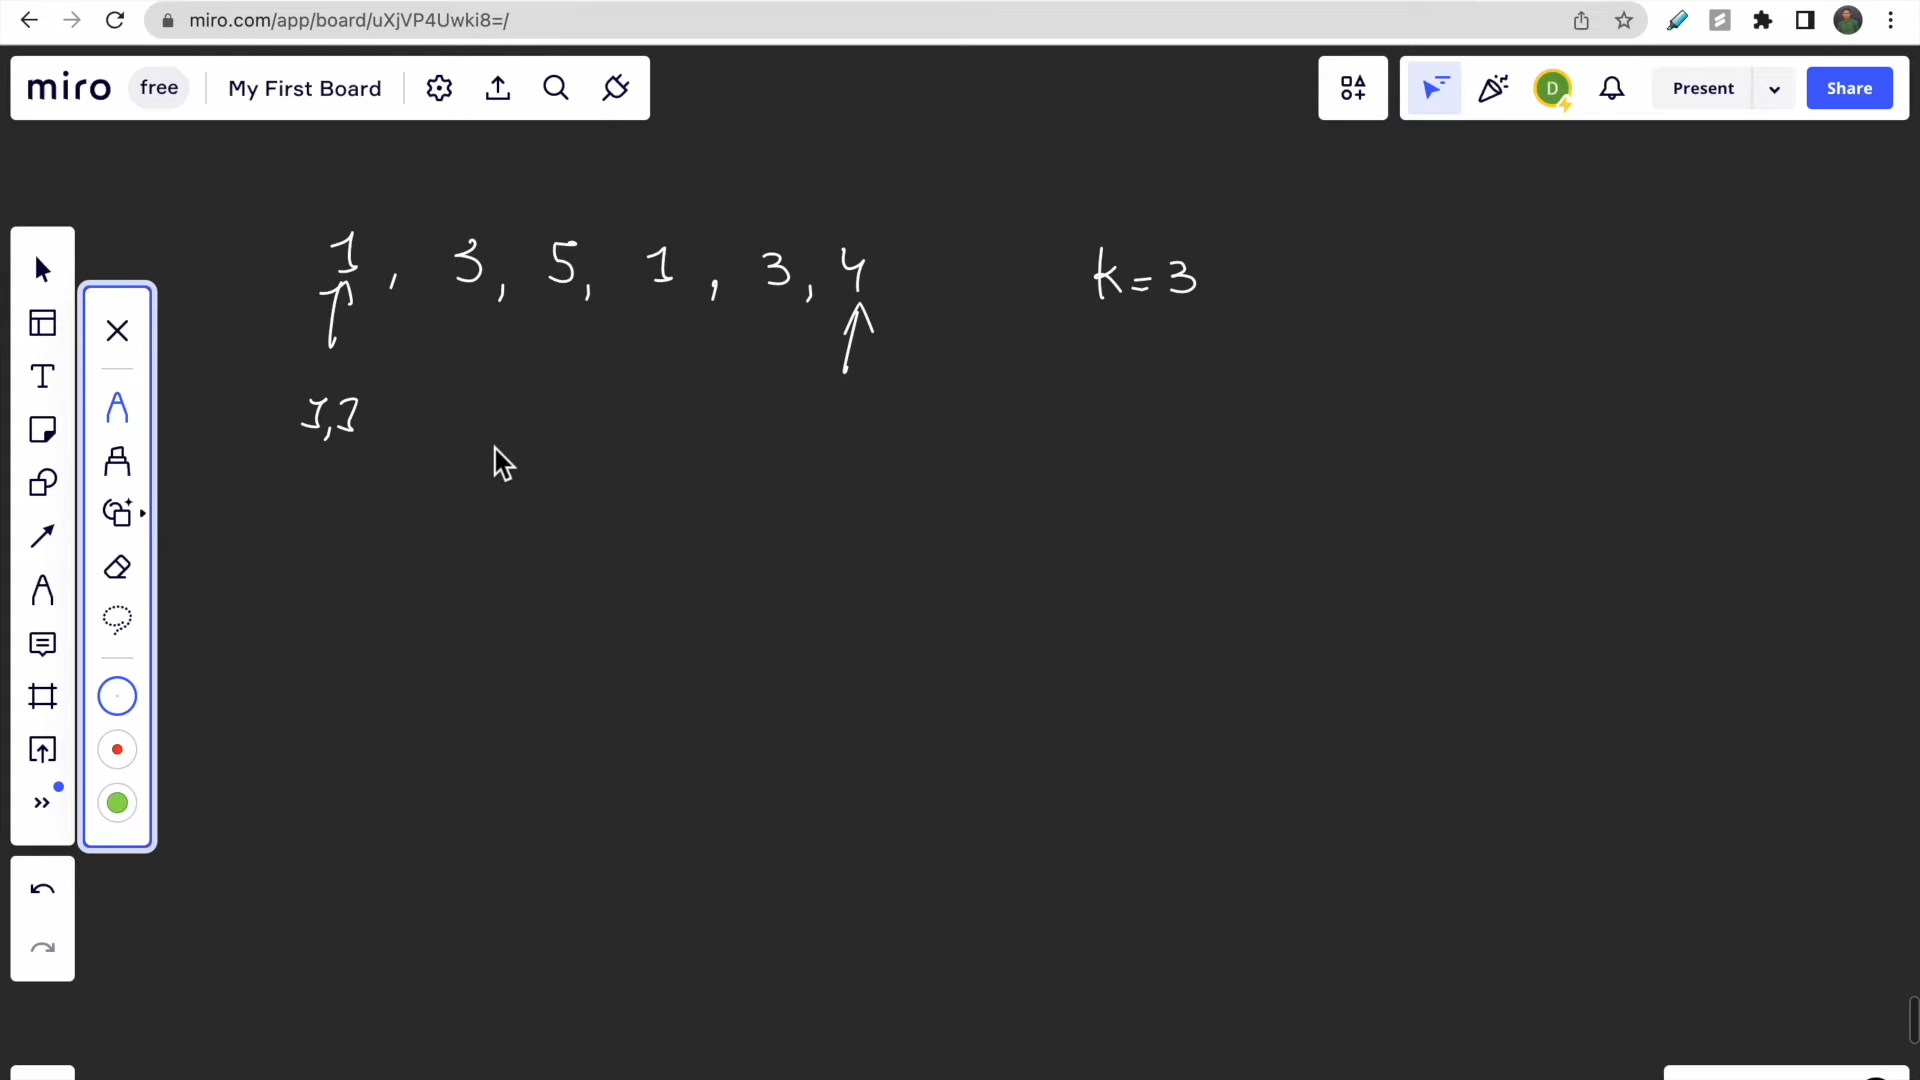 miro.com/app/board/uXjVP4Uwki8=/
miro free My First Board
D Present Share
1, 3, 5, 1, 3, 4 k = 3